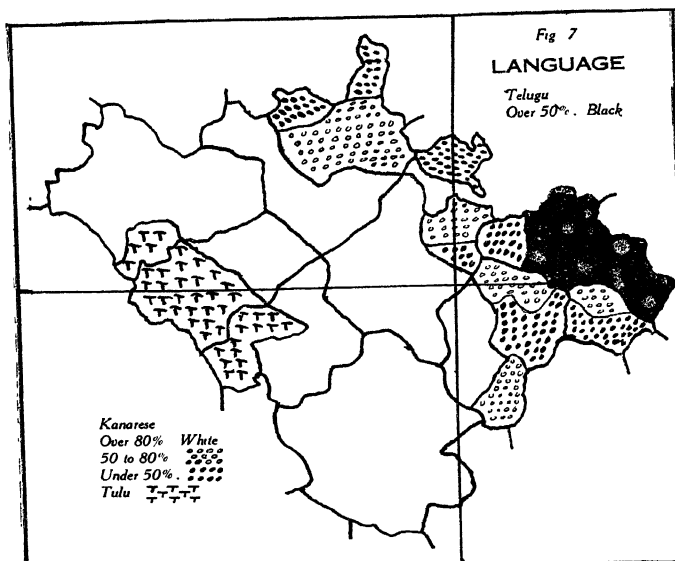 Fig 7
LANGUAGE
Telugu
Over 50%. Black
Kanarese
Over 80% White
50 to 80%
Under 50%.
Tulu